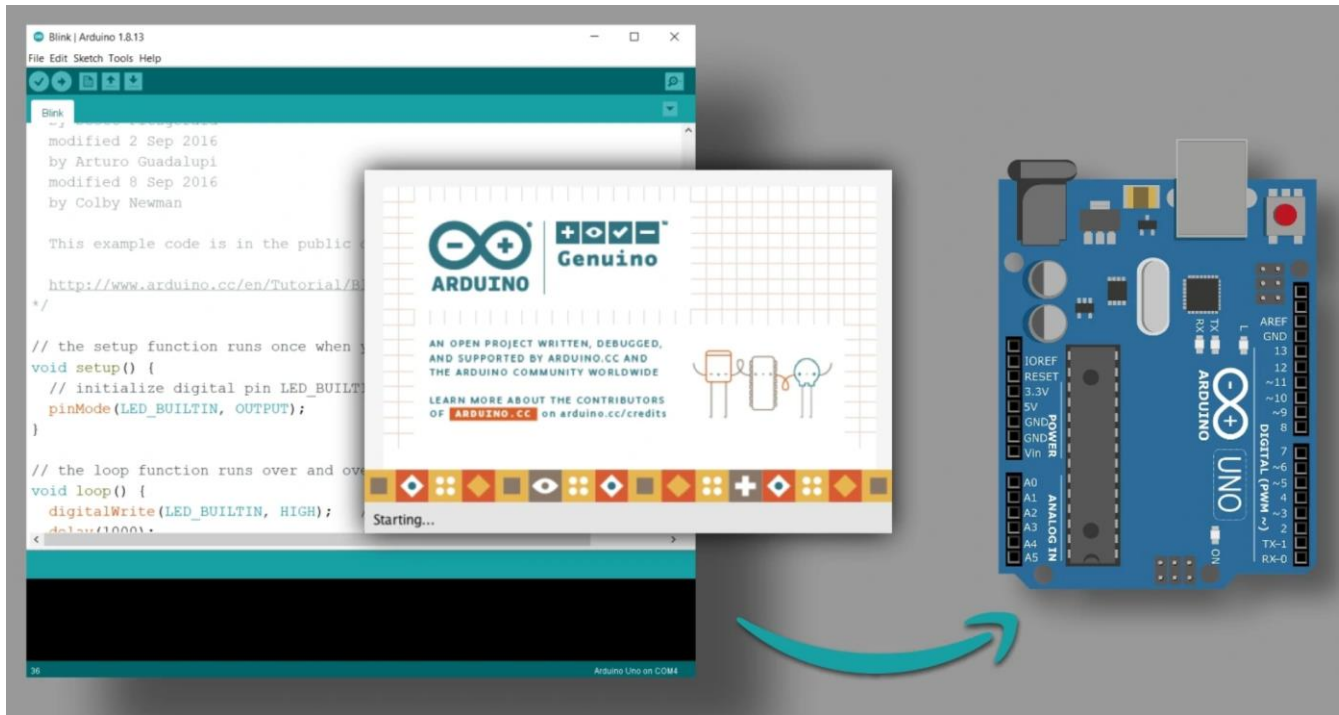 Blink | Arduino 1.8.13
File Edit Sketch Tools Help
Blink
modified 2 Sep 2016
by Arturo Guadalupi
modified 8 Sep 2016
by Colby Newman
This example code is in the public
http://www.arduino.cc/en/Tutorial/Bl
*/
// the setup function runs once when
void setup() {
// initialize digital pin LED_BUILTI
pinMode(LED_BUILTIN, OUTPUT);
}
// the loop function runs over and ove
void loop() {
digitalWrite(LED_BUILTIN, HIGH);
delay(1000);
36
Arduino Uno on COM4
ARDUINO
Genuino
AN OPEN PROJECT WRITTEN, DEBUGGED,
AND SUPPORTED BY ARDUINO.CC AND
THE ARDUINO COMMUNITY WORLDWIDE
LEARN MORE ABOUT THE CONTRIBUTORS
OF ARDUINO.CC on arduino.cc/credits
Starting...
RX
TX
L
IOREF
RESET
3.3V
5V
GND
GND
Vin
POWER
A0
A1
A2
A3
A4
A5
ANALOG IN
ARDUINO
UNO
ON
AREF
GND
13
12
~11
~10
~9
8
7
~6
~5
4
~3
2
TX→1
RX←0
DIGITAL (PWM ~)